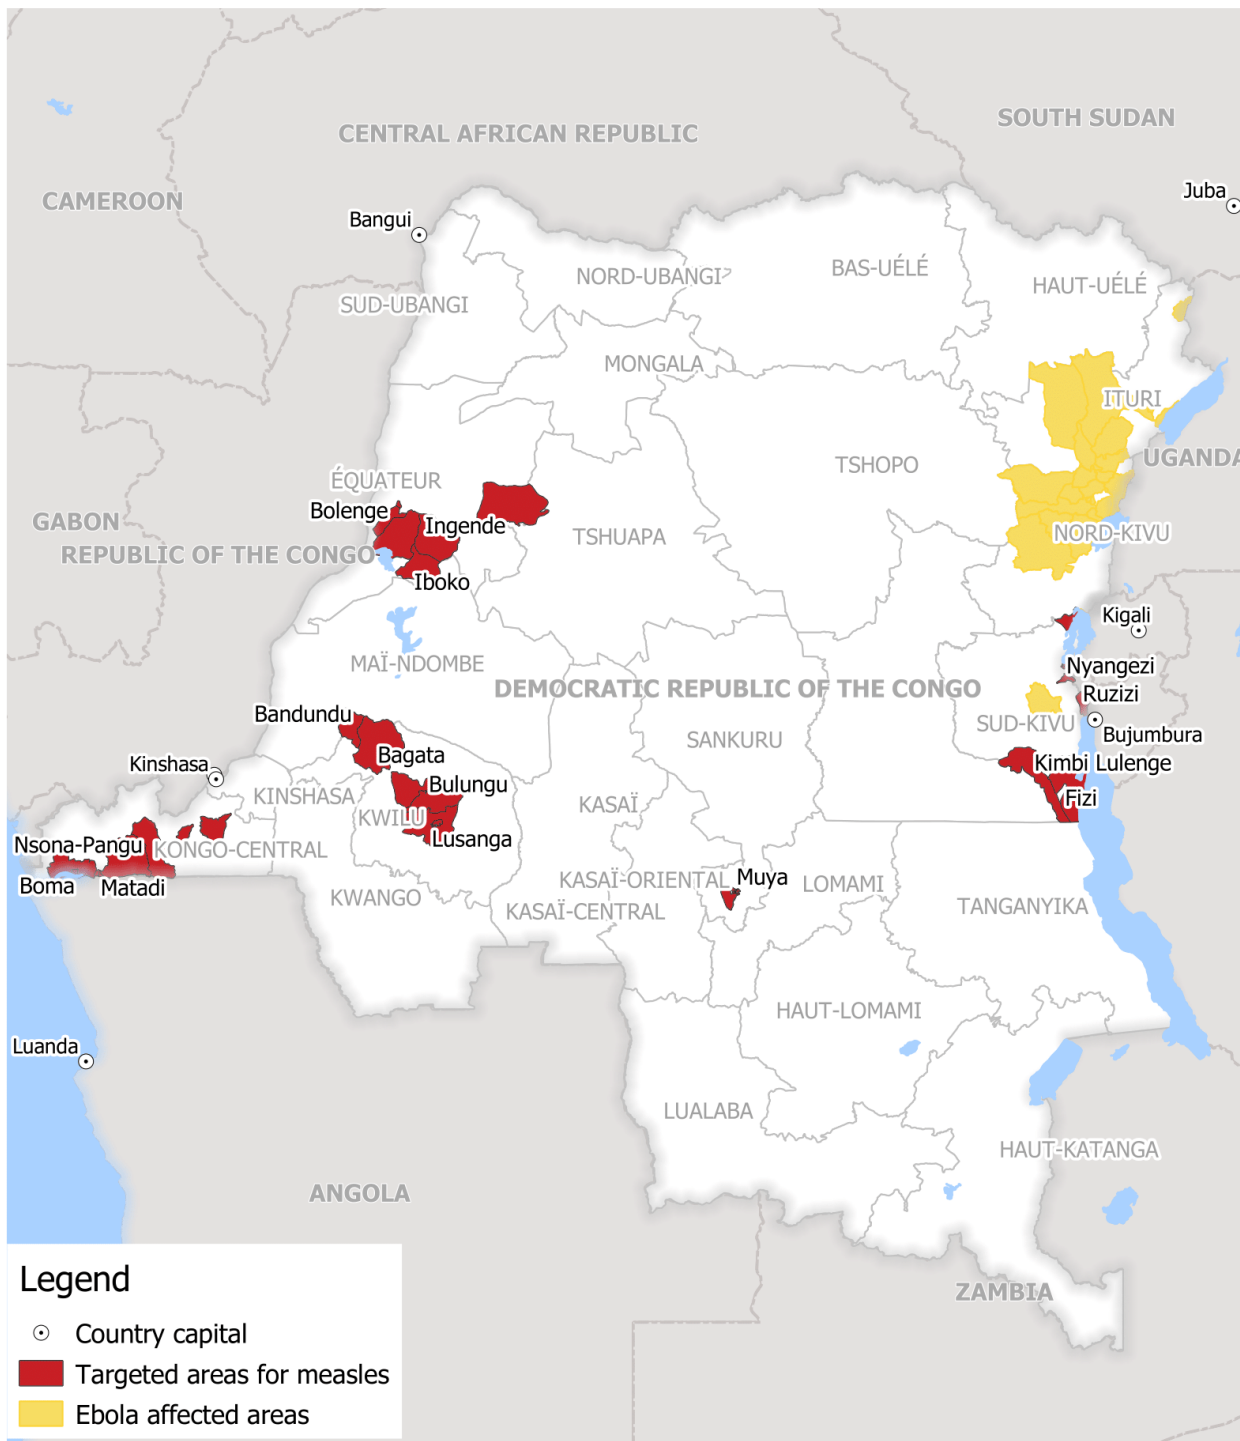 SOUTH SUDAN
CENTRAL AFRICAN REPUBLIC
CAMEROON
Juba
Bangui
BAS-UÉLÉ
NORD-UBANGI
HAUT-UÉLÉ
SUD-UBANGI
MONGALA
ITURI
UGANDA
TSHOPO
ÉQUATEUR
Bolenge
GABON
Ingende
TSHUAPA
NORD-KIVU
REPUBLIC OF THE CONGO
Iboko
Kigali
MAÏ-NDOMBE
Nyangezi
DEMOCRATIC REPUBLIC OF THE CONGO
Ruzizi
Bandundu
SUD-KIVU
Bujumbura
SANKURU
Bagata
Kinshasa
Kimbi Lulenge
Bulungu
KINSHASA
Fizi
KASAÏ
KWILU
Lusanga
Nsona-Pangu
KONGO-CENTRAL
Muya
KASAÏ-ORIENTAL
LOMAMI
Boma
Matadi
KWANGO
KASAÏ-CENTRAL
TANGANYIKA
HAUT-LOMAMI
Luanda
LUALABA
HAUT-KATANGA
ANGOLA
ZAMBIA
Legend
Country capital
Targeted areas for measles
Ebola affected areas